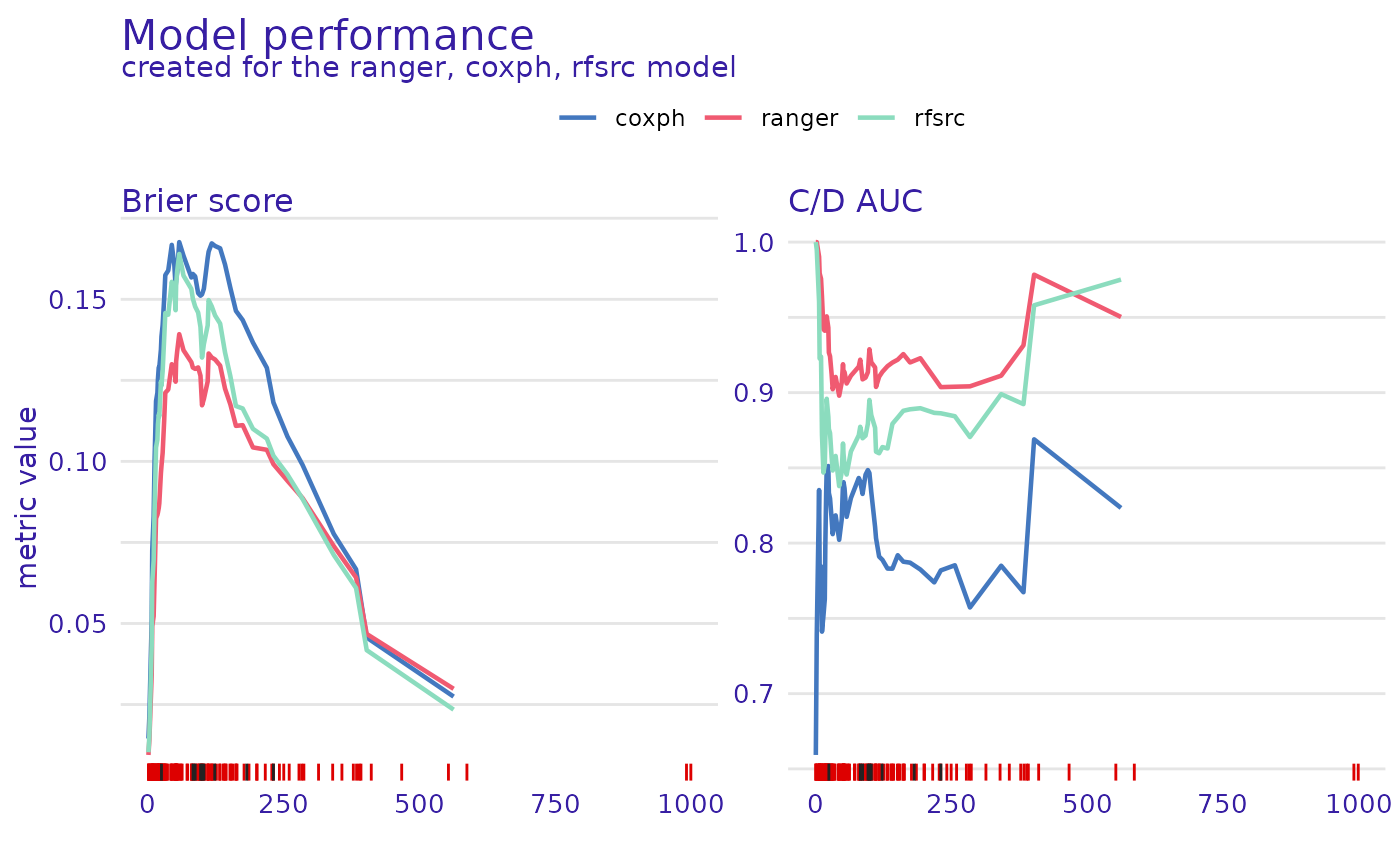 Model performance
created for the ranger, coxph, rfsrc model
coxph ranger rfsrc
Brier score
C/D AUC
metric value
0.15
0.10
0.05
1.0
0.9
0.8
0.7
0 250 500 750 1000
0 250 500 750 1000